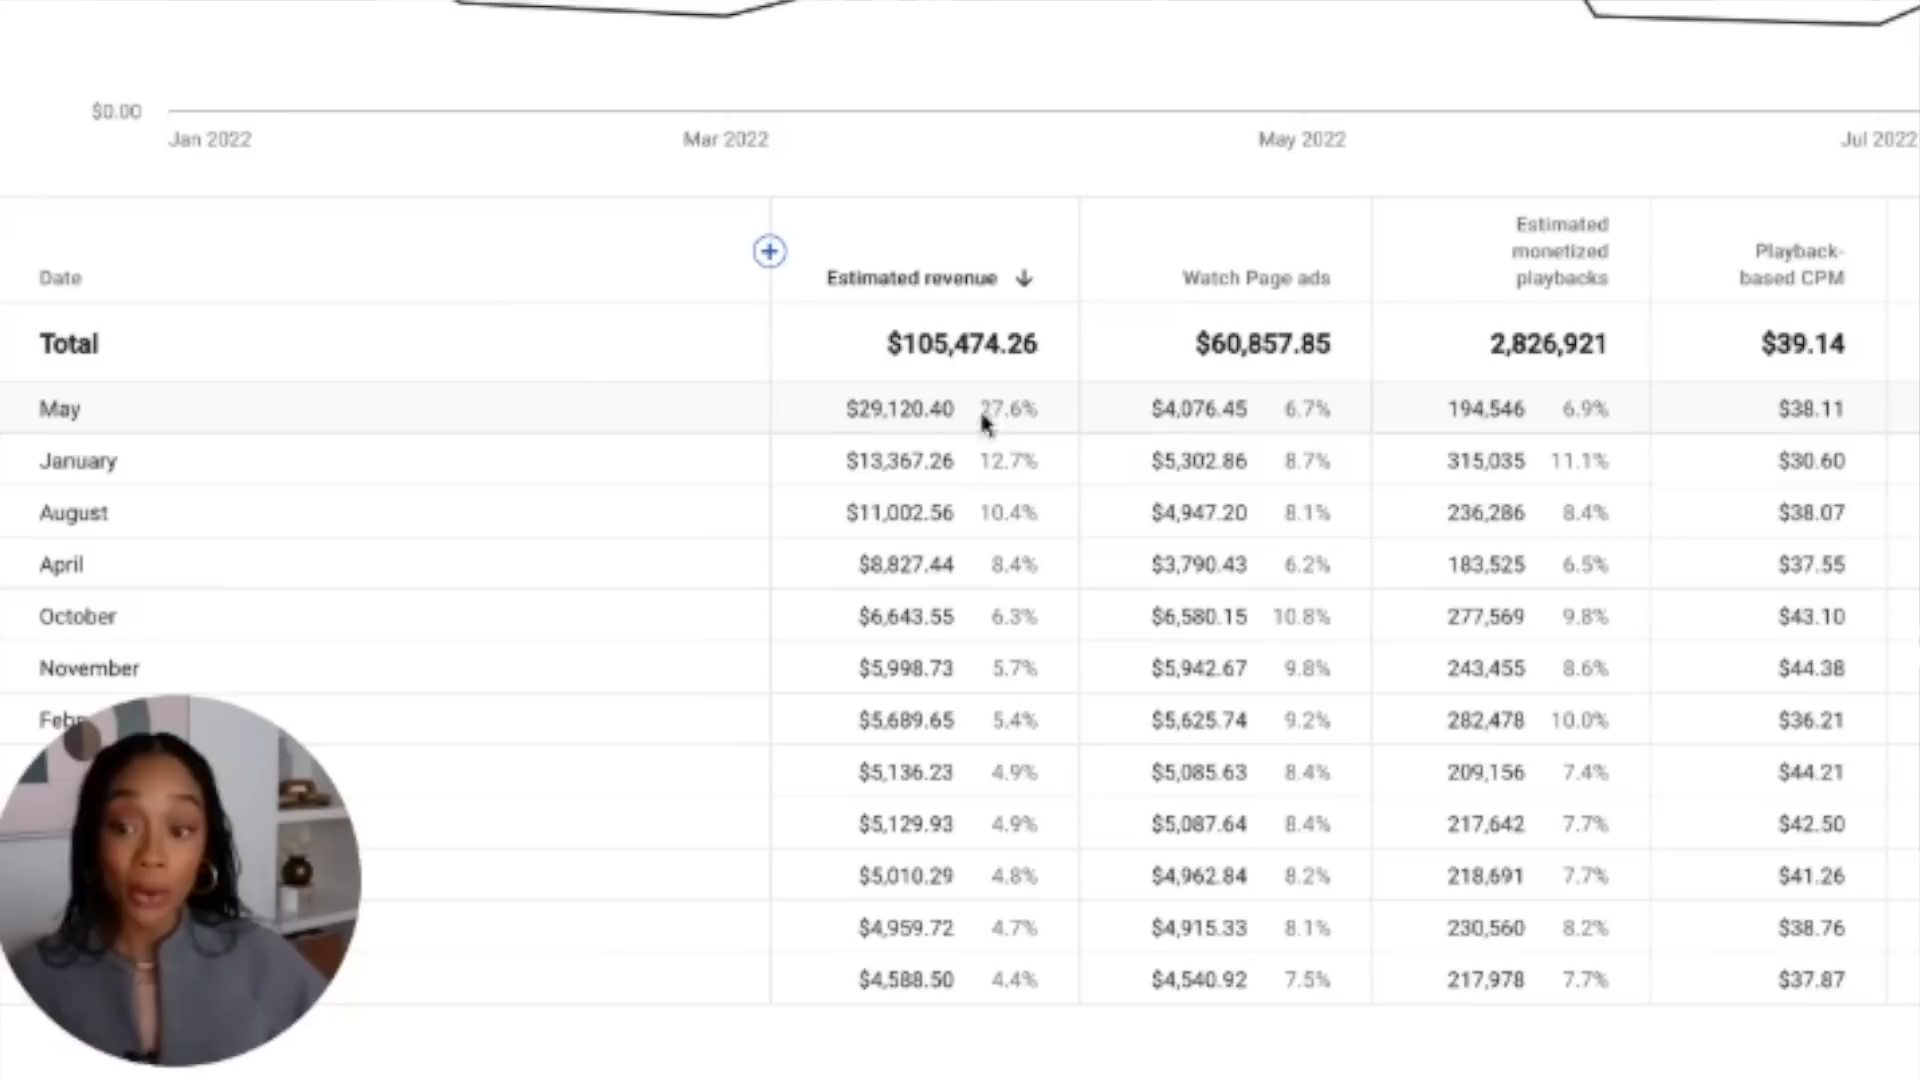 $0.00
Jan 2022 Mar 2022 May 2022 Jul 2022
Date Estimated revenue Watch Page ads Estimated monetized playbacks Playback-based CPM
Total $105,474.26 $60,857.85 2,826,921 $39.14
May $29,120.40 27.6% $4,076.45 6.7% 194,546 6.9% $38.11
January $13,367.26 12.7% $5,302.86 8.7% 315,035 11.1% $30.60
August $11,002.56 10.4% $4,947.20 8.1% 236,286 8.4% $38.07
April $8,827.44 8.4% $3,790.43 6.2% 183,525 6.5% $37.55
October $6,643.55 6.3% $6,580.15 10.8% 277,569 9.8% $43.10
November $5,998.73 5.7% $5,942.67 9.8% 243,455 8.6% $44.38
Febr $5,689.65 5.4% $5,625.74 9.2% 282,478 10.0% $36.21
$5,136.23 4.9% $5,085.63 8.4% 209,156 7.4% $44.21
$5,129.93 4.9% $5,087.64 8.4% 217,642 7.7% $42.50
$5,010.29 4.8% $4,962.84 8.2% 218,691 7.7% $41.26
$4,959.72 4.7% $4,915.33 8.1% 230,560 8.2% $38.76
$4,588.50 4.4% $4,540.92 7.5% 217,978 7.7% $37.87